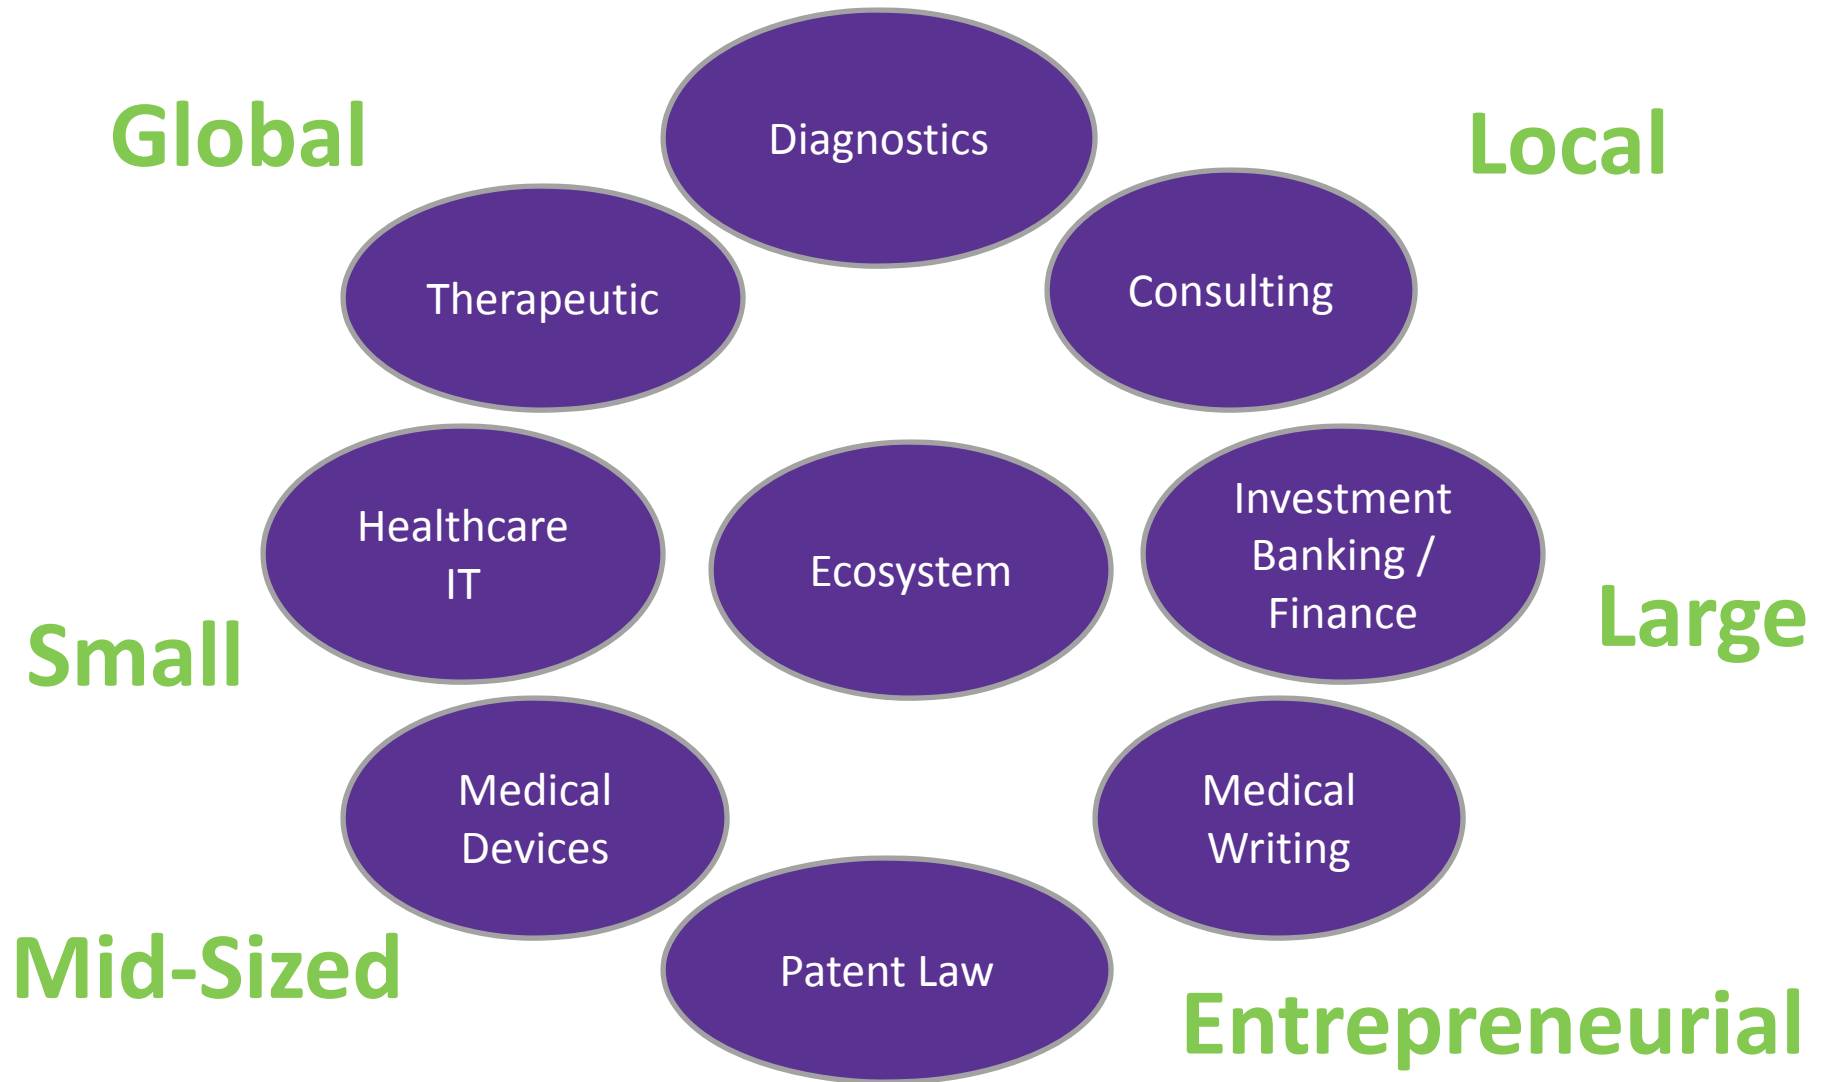 Global
Diagnostics
Local
Therapeutic
Consulting
Healthcare
IT
Ecosystem
Investment
Banking /
Finance
Small
Large
Medical
Devices
Medical
Writing
Mid-Sized
Patent Law
Entrepreneurial